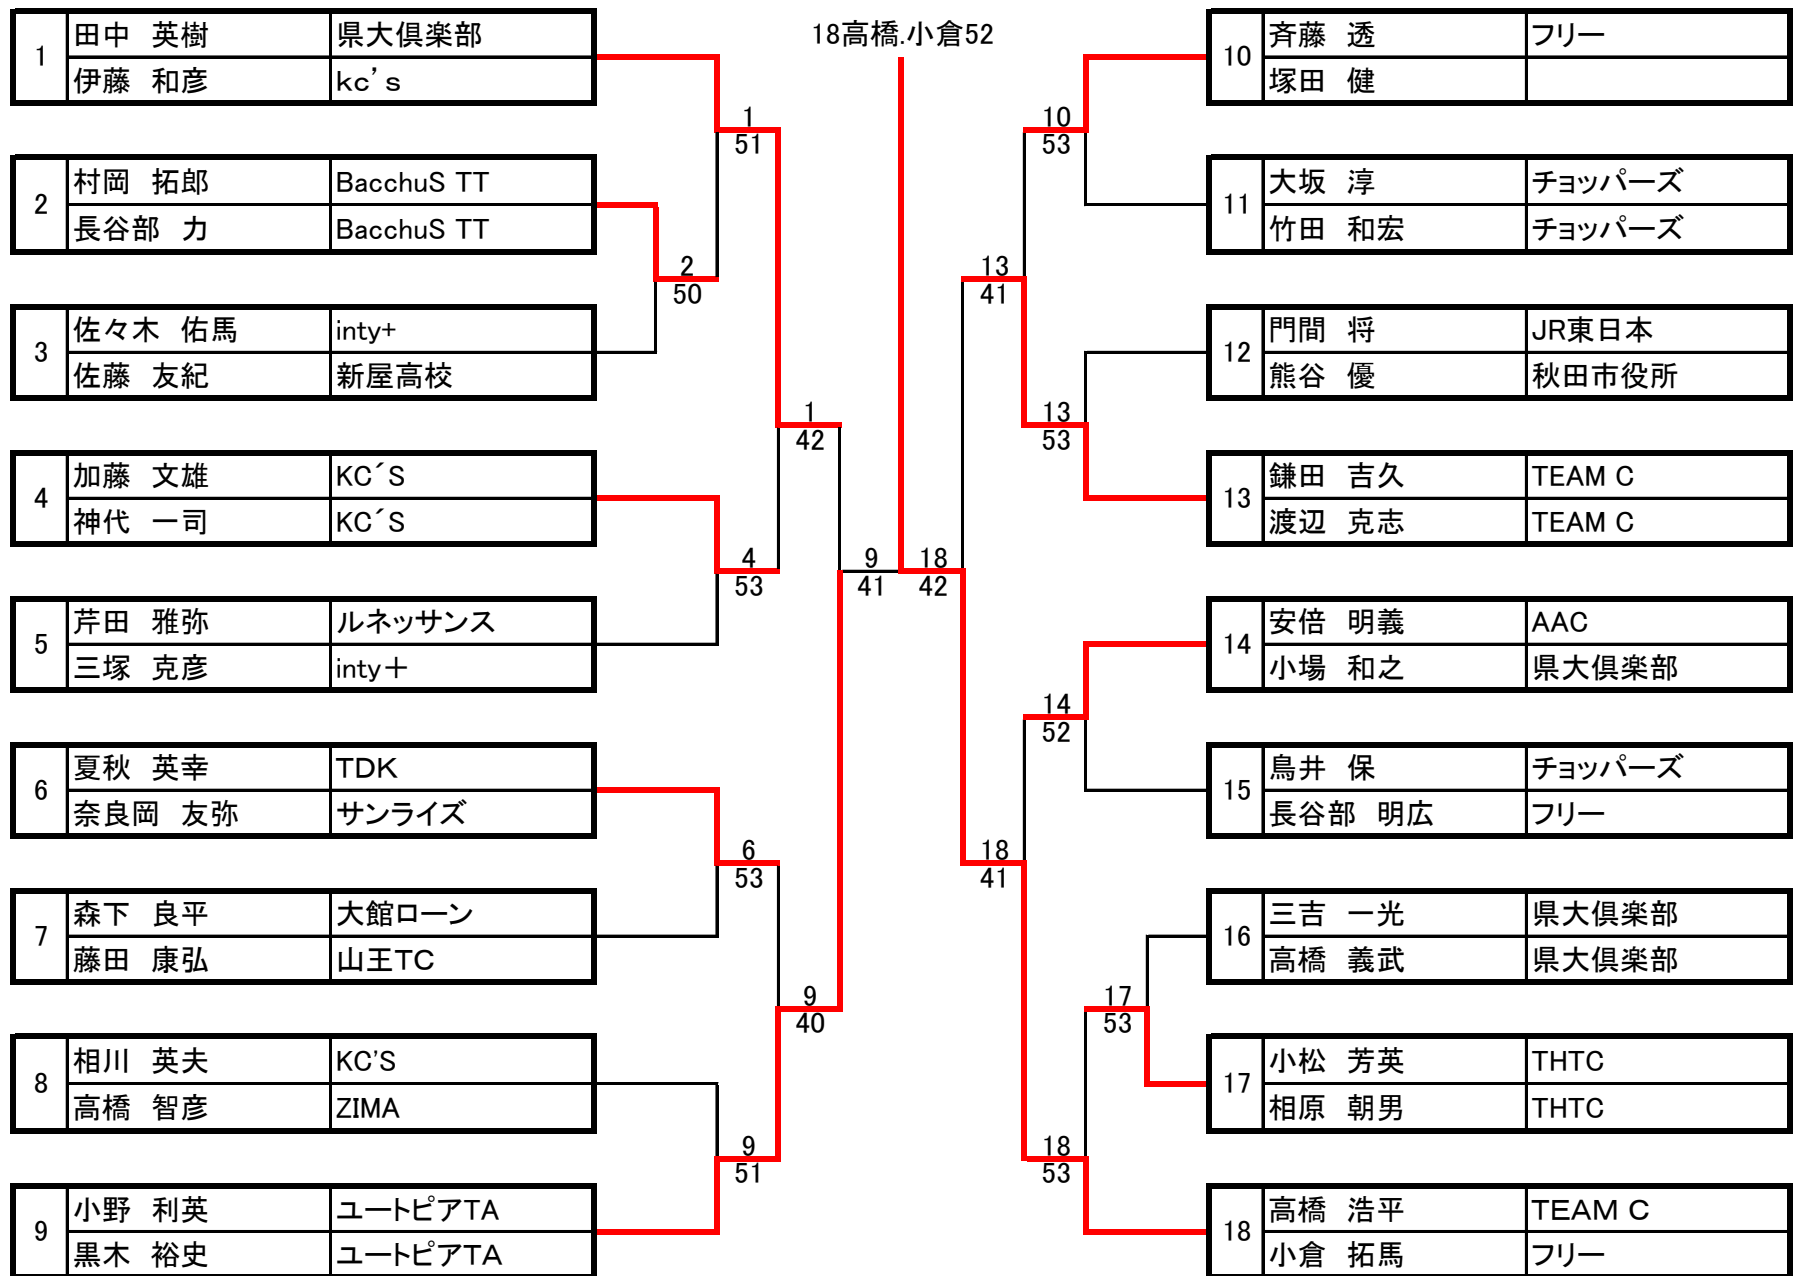 18高橋.小倉52
1
田中 英樹 県大倶楽部
伊藤 和彦 kc's
2
村岡 拓郎 BacchuS TT
長谷部 力 BacchuS TT
3
佐々木 佑馬 inty+
佐藤 友紀 新屋高校
4
加藤 文雄 KC´S
神代 一司 KC´S
5
芹田 雅弥 ルネッサンス
三塚 克彦 inty＋
6
夏秋 英幸 TDK
奈良岡 友弥 サンライズ
7
森下 良平 大館ローン
藤田 康弘 山王TC
8
相川 英夫 KC'S
高橋 智彦 ZIMA
9
小野 利英 ユートピアTA
黒木 裕史 ユートピアTA
1
51
2
50
1
42
4
53
9
41
6
53
9
40
9
51
10
53
13
41
13
53
18
42
14
52
18
41
17
53
18
53
10
斉藤 透 フリー
塚田 健
11
大坂 淳 チョッパーズ
竹田 和宏 チョッパーズ
12
門間 将 JR東日本
熊谷 優 秋田市役所
13
鎌田 吉久 TEAM C
渡辺 克志 TEAM C
14
安倍 明義 AAC
小場 和之 県大倶楽部
15
鳥井 保 チョッパーズ
長谷部 明広 フリー
16
三吉 一光 県大倶楽部
高橋 義武 県大倶楽部
17
小松 芳英 THTC
相原 朝男 THTC
18
高橋 浩平 TEAM C
小倉 拓馬 フリー